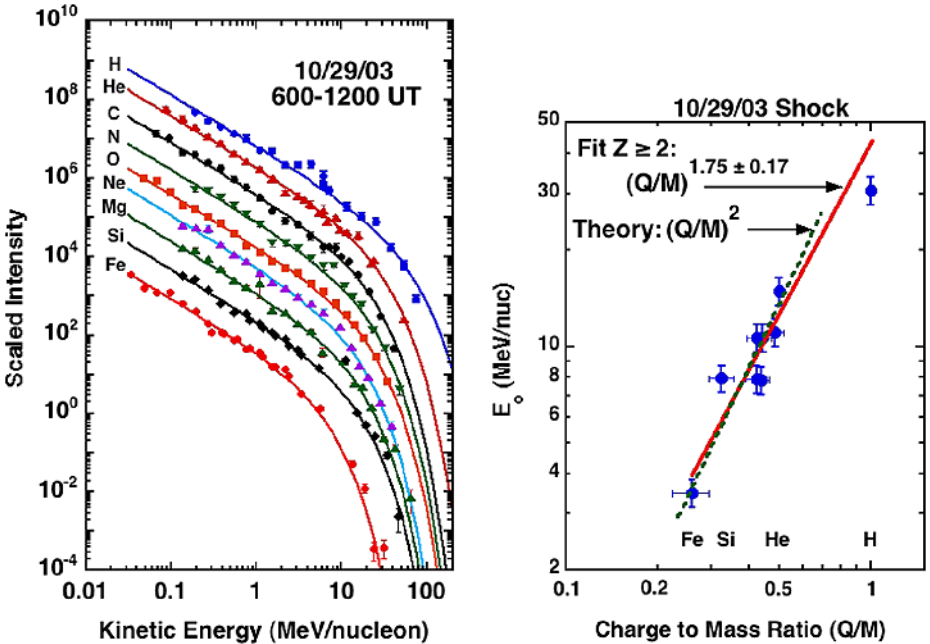 10/29/03
600-1200 UT
H
He
C
N
O
Ne
Mg
Si
Fe
Scaled Intensity
10^10
10^8
10^6
10^4
10^2
10^0
10^-2
10^-4
0.01 0.1 1 10 100
Kinetic Energy (MeV/nucleon)
10/29/03 Shock
Fit Z ≥ 2:
(Q/M)^1.75 ± 0.17
Theory: (Q/M)^2
E_o (MeV/nuc)
50
30
10
8
6
4
2
Fe Si He H
0.1 0.2 0.5 1
Charge to Mass Ratio (Q/M)